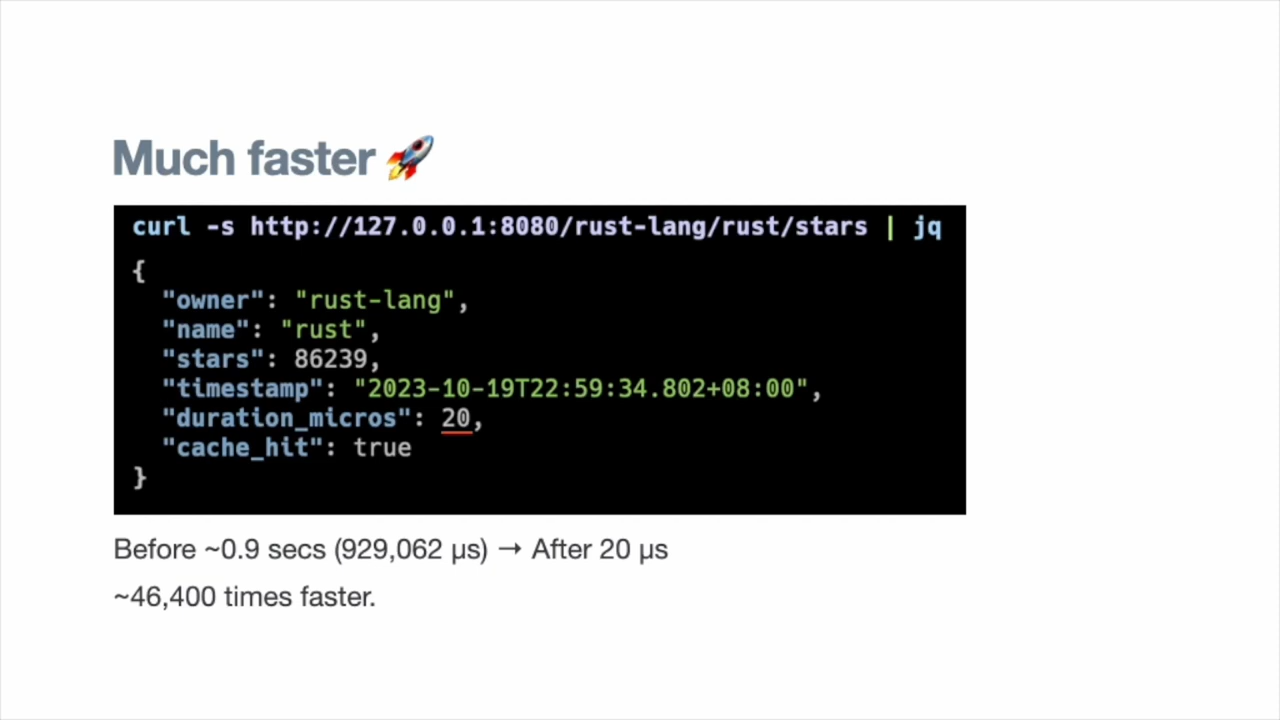 Much faster 🚀
curl -s http://127.0.0.1:8080/rust-lang/rust/stars | jq
{
  "owner": "rust-lang",
  "name": "rust",
  "stars": 86239,
  "timestamp": "2023-10-19T22:59:34.802+08:00",
  "duration_micros": 20,
  "cache_hit": true
}
Before ~0.9 secs (929,062 µs) → After 20 µs
~46,400 times faster.